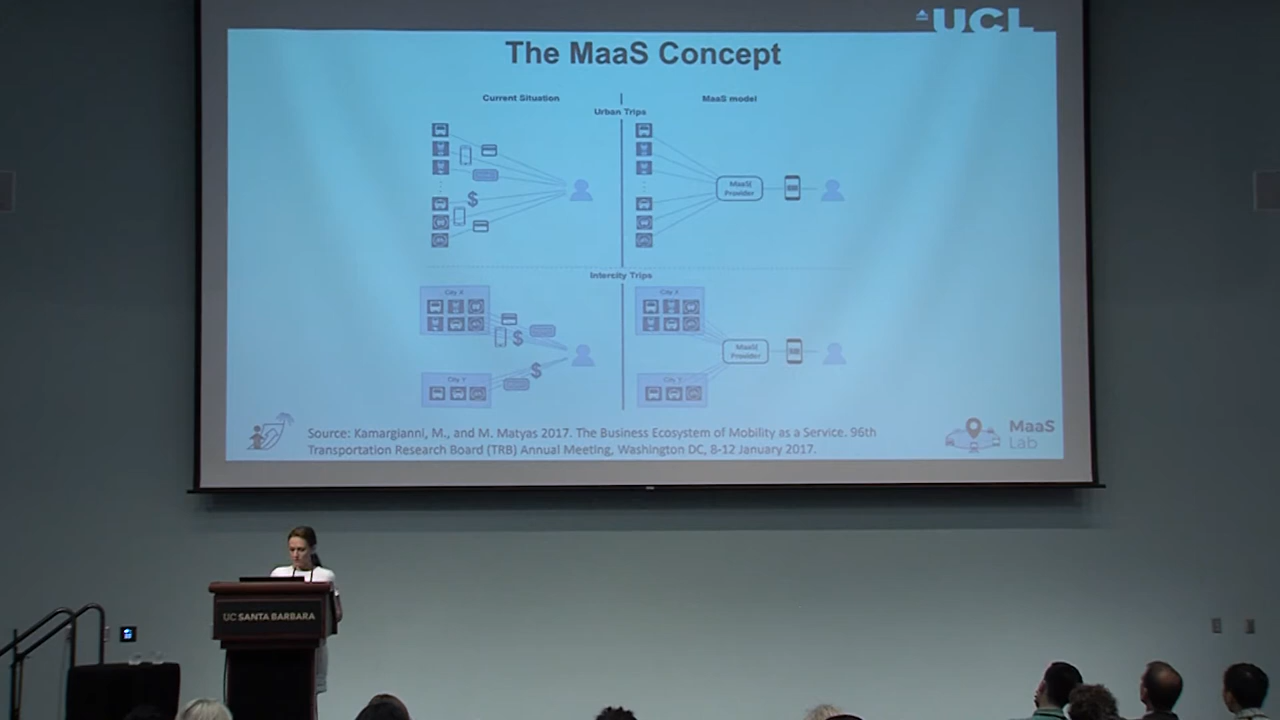 UCL
The MaaS Concept
Current Situation
MaaS model
Urban Trips
$
MaaS
Provider
Intercity Trips
City X
City X
$
$
MaaS
Provider
City Y
City Y
Source: Kamargianni, M., and M. Matyas 2017. The Business Ecosystem of Mobility as a Service. 96th
Transportation Research Board (TRB) Annual Meeting, Washington DC, 8-12 January 2017.
MaaS
Lab
UC SANTA BARBARA